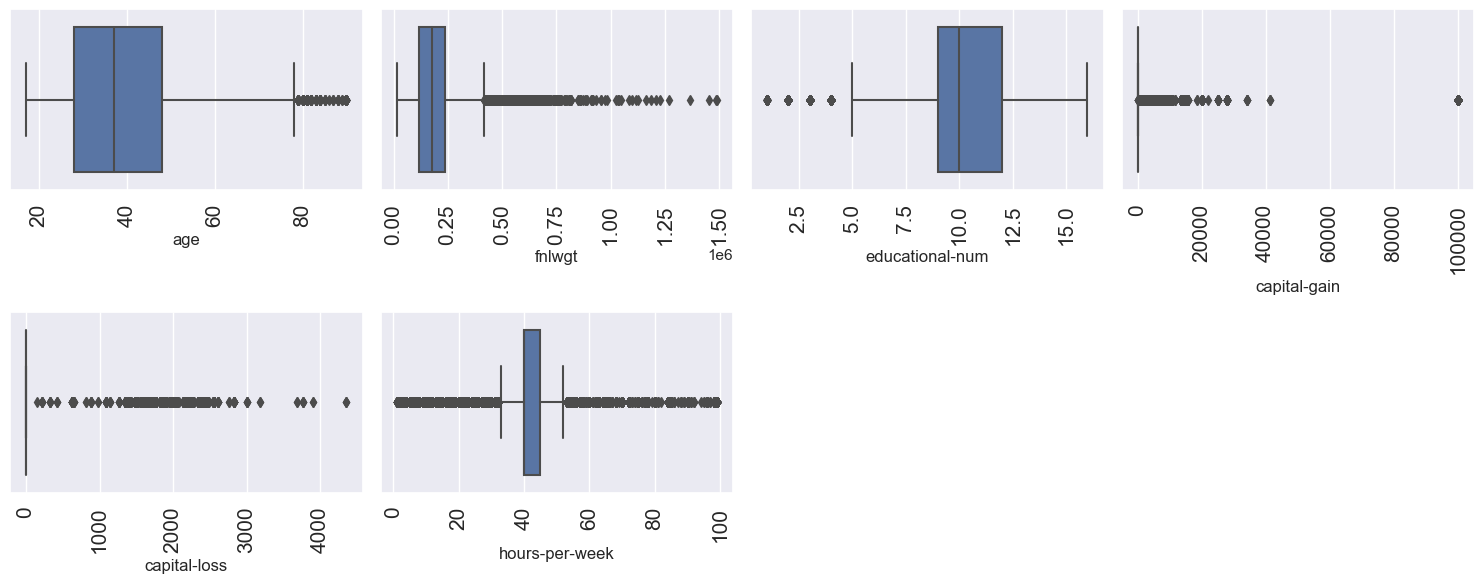 20 40 60 80
age
0.00 0.25 0.50 0.75 1.00 1.25 1.50
1e6
fnlwgt
2.5 5.0 7.5 10.0 12.5 15.0
educational-num
0 20000 40000 60000 80000 100000
capital-gain
0 1000 2000 3000 4000
capital-loss
0 20 40 60 80 100
hours-per-week